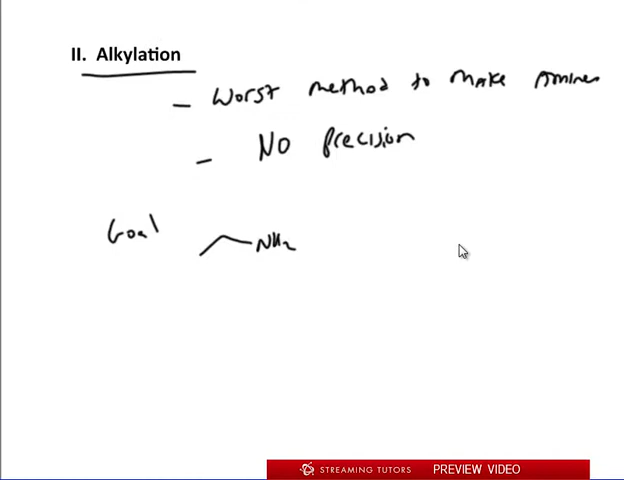 II. Alkylation
– Worst method to make Amines
– No precision
Goal
NH2
STREAMING TUTORS PREVIEW VIDEO